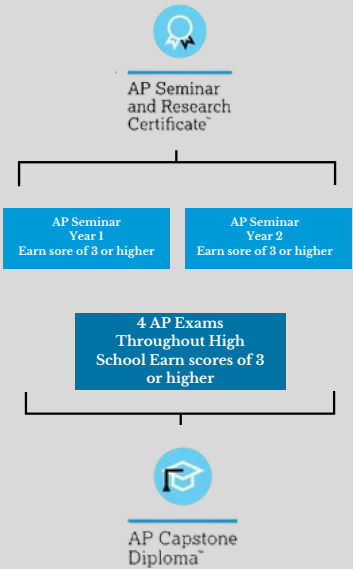 AP Seminar
and Research
Certificate™
AP Seminar
Year 1
Earn sore of 3 or higher
AP Seminar
Year 2
Earn sore of 3 or higher
4 AP Exams
Throughout High
School Earn scores of 3
or higher
AP Capstone
Diploma™